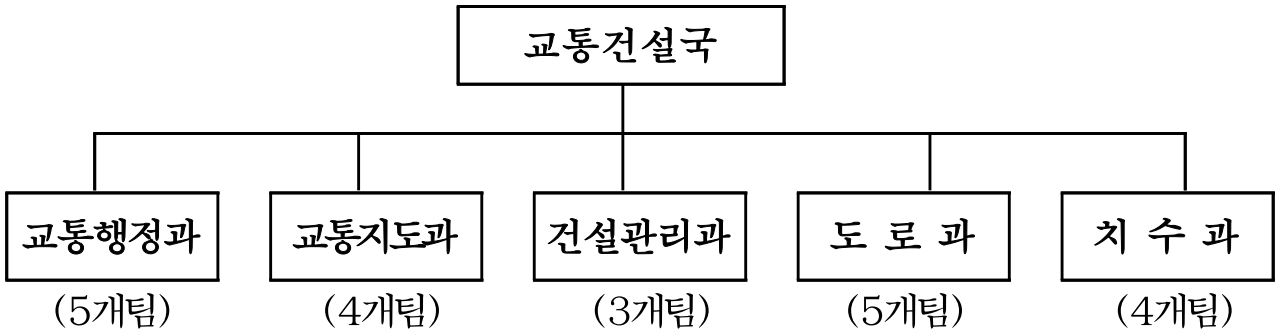 교통건설국
교통행정과 교통지도과 건설관리과 도 로 과 치 수 과
(5개팀) (4개팀) (3개팀) (5개팀) (4개팀)